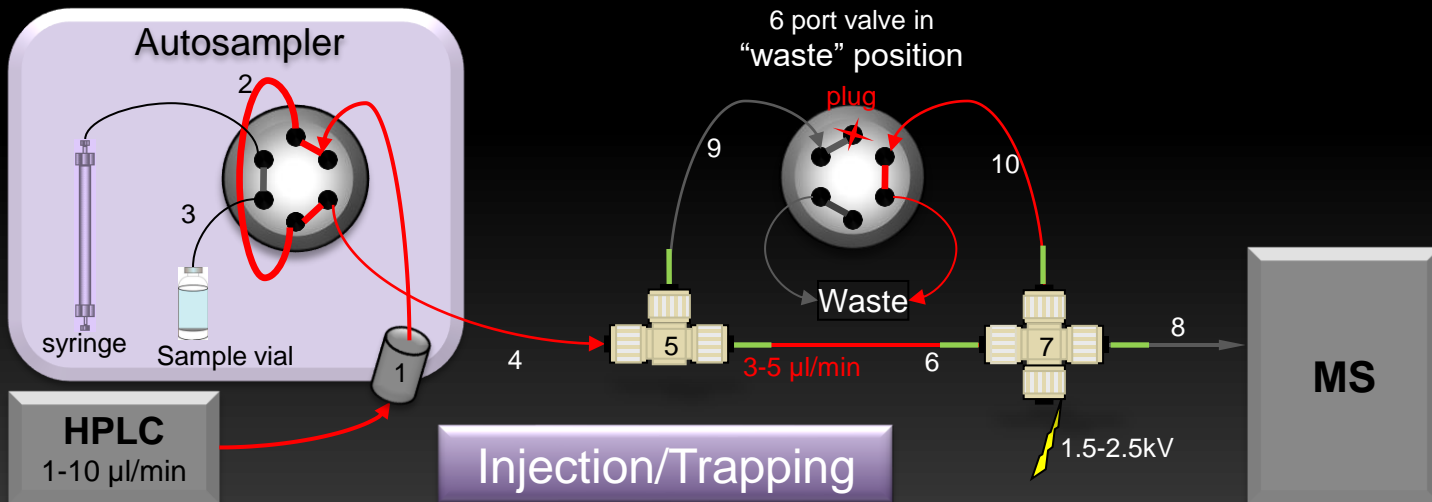 Autosampler
2
3
syringe
Sample vial
1
HPLC
1-10 µl/min
4
6 port valve in
“waste” position
plug
9
10
Waste
5
3-5 µl/min
6
7
8
1.5-2.5kV
MS
Injection/Trapping